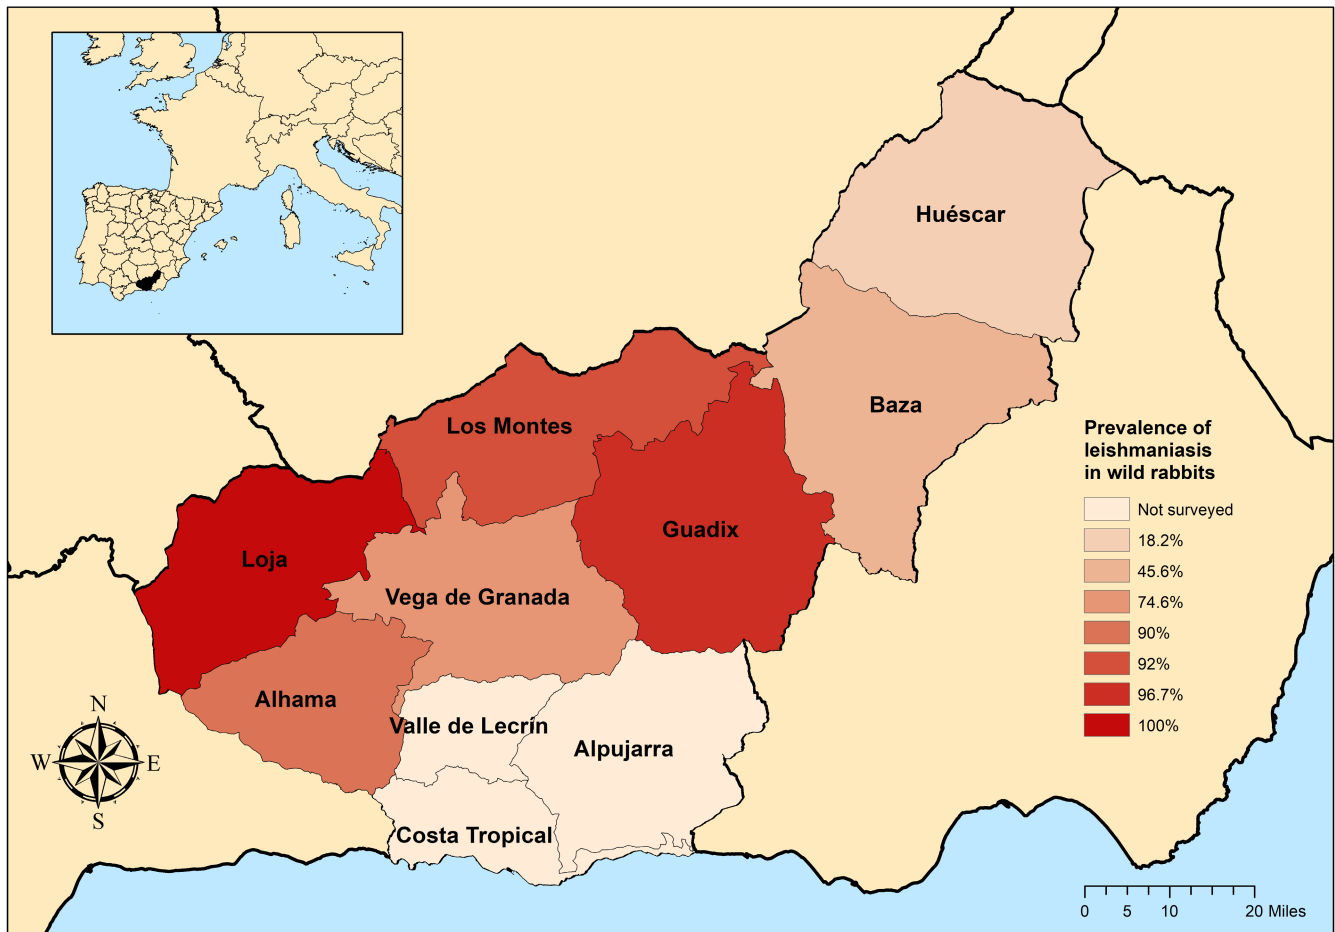 Huéscar
Baza
Los Montes
Guadix
Loja
Vega de Granada
Alhama
Valle de Lecrín
Alpujarra
Costa Tropical
N
W
E
S
Prevalence of
leishmaniasis
in wild rabbits
Not surveyed
18.2%
45.6%
74.6%
90%
92%
96.7%
100%
0 5 10 20 Miles